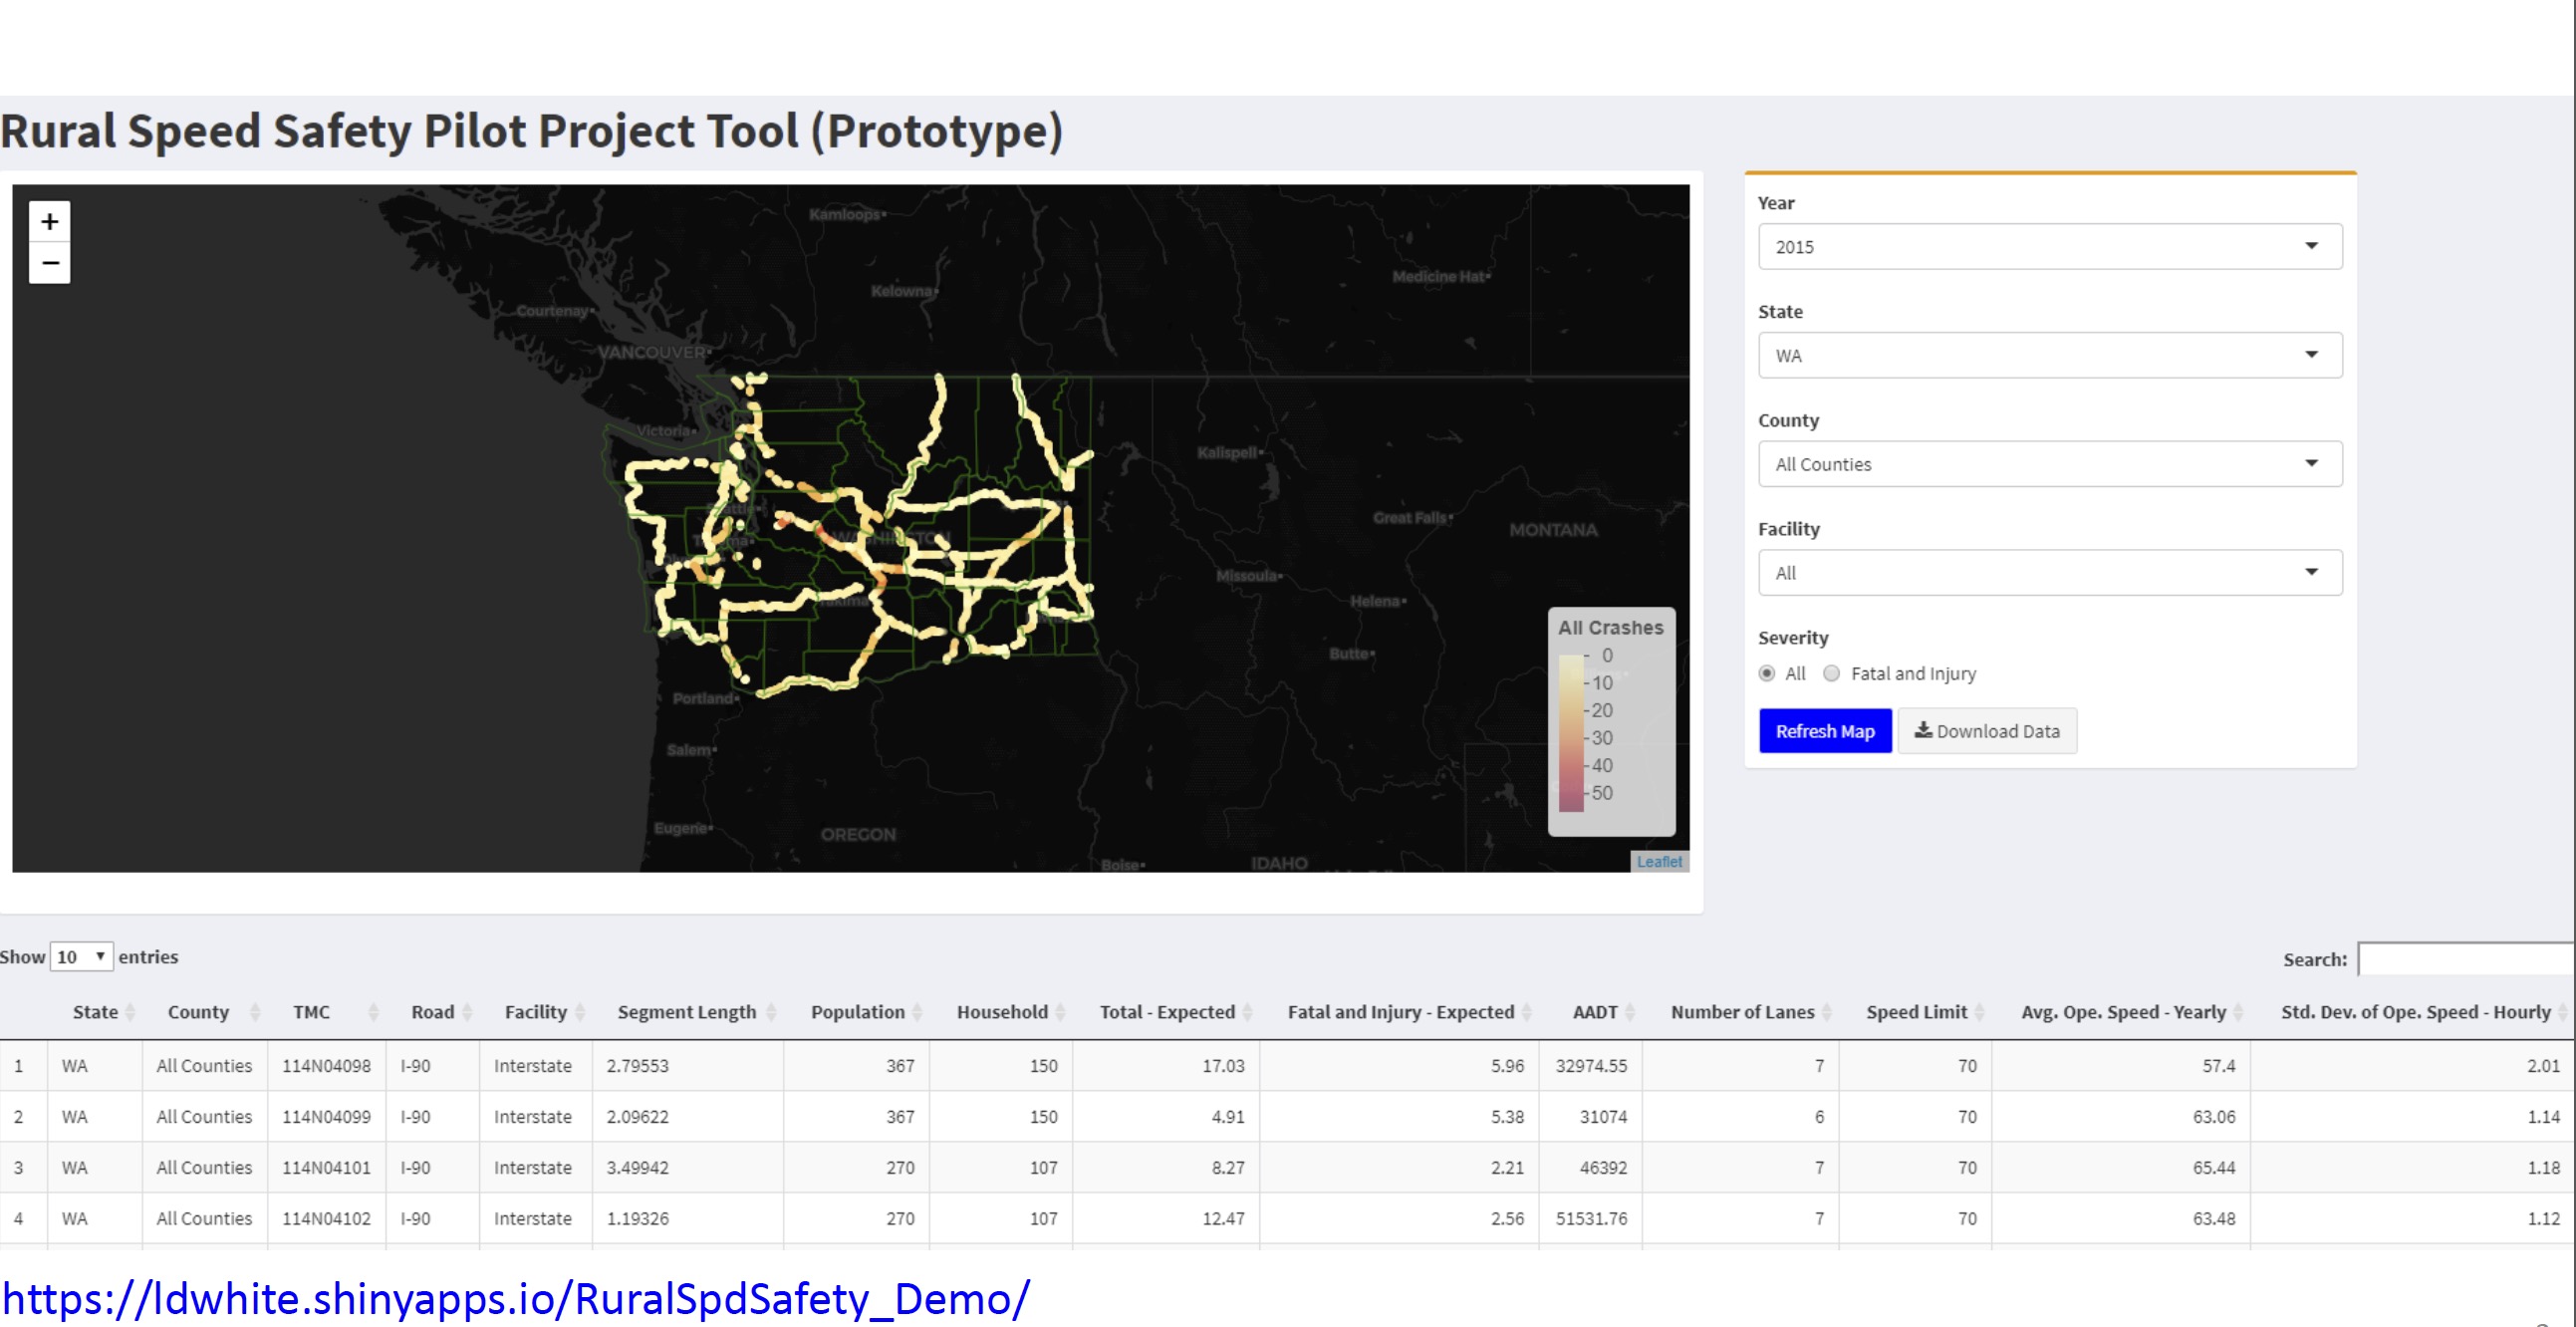 Rural Speed Safety Pilot Project Tool (Prototype)
+
−
Kamloops
Kelowna
Medicine Hat
Courtenay
VANCOUVER
Victoria
Kalispell
Great Falls
MONTANA
WASHINGTON
Missoula
Helena
Butte
Portland
Salem
Eugene
OREGON
Boise
IDAHO
All Crashes
0
10
20
30
40
50
Leaflet
Year
2015
State
WA
County
All Counties
Facility
All
Severity
All Fatal and Injury
Refresh Map Download Data
Show 10 entries
Search:
State County TMC Road Facility Segment Length Population Household Total - Expected Fatal and Injury - Expected AADT Number of Lanes Speed Limit Avg. Ope. Speed - Yearly Std. Dev. of Ope. Speed - Hourly
1 WA All Counties 114N04098 I-90 Interstate 2.79553 367 150 17.03 5.96 32974.55 7 70 57.4 2.01
2 WA All Counties 114N04099 I-90 Interstate 2.09622 367 150 4.91 5.38 31074 6 70 63.06 1.14
3 WA All Counties 114N04101 I-90 Interstate 3.49942 270 107 8.27 2.21 46392 7 70 65.44 1.18
4 WA All Counties 114N04102 I-90 Interstate 1.19326 270 107 12.47 2.56 51531.76 7 70 63.48 1.12
https://ldwhite.shinyapps.io/RuralSpdSafety_Demo/